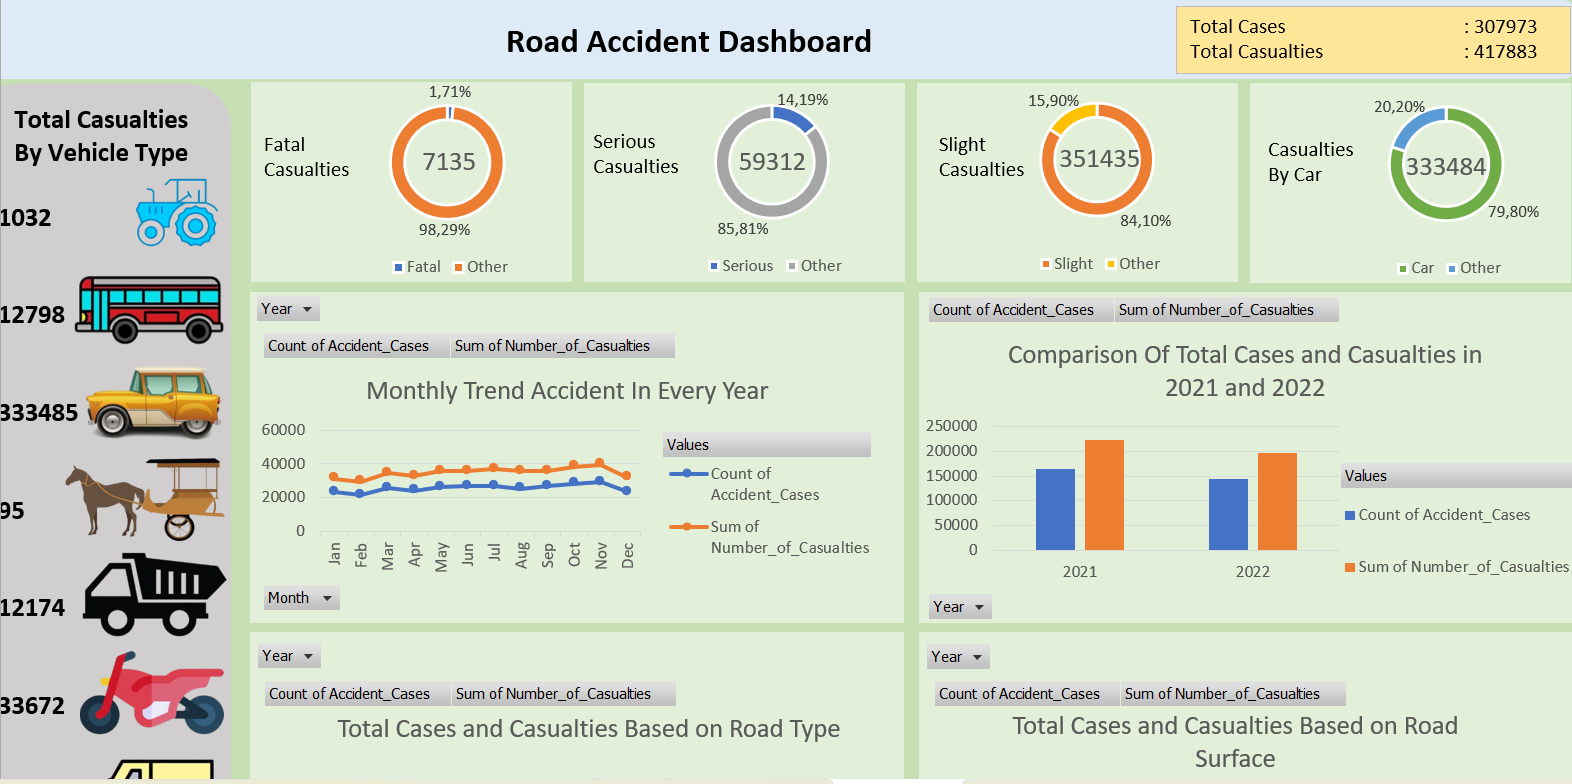 Road Accident Dashboard
Total Cases : 307973
Total Casualties : 417883
Total Casualties
By Vehicle Type
1032
12798
333485
95
12174
33672
Fatal
Casualties
1,71%
7135
98,29%
Fatal Other
Serious
Casualties
14,19%
59312
85,81%
Serious Other
Slight
Casualties
15,90%
351435
84,10%
Slight Other
Casualties
By Car
20,20%
333484
79,80%
Car Other
Year
Count of Accident_Cases Sum of Number_of_Casualties
Monthly Trend Accident In Every Year
60000
40000
20000
0
Jan Feb Mar Apr May Jun Jul Aug Sep Oct Nov Dec
Values
Count of
Accident_Cases
Sum of
Number_of_Casualties
Month
Count of Accident_Cases Sum of Number_of_Casualties
Comparison Of Total Cases and Casualties in
2021 and 2022
250000
200000
150000
100000
50000
0
2021 2022
Values
Count of Accident_Cases
Sum of Number_of_Casualties
Year
Year
Count of Accident_Cases Sum of Number_of_Casualties
Total Cases and Casualties Based on Road Type
Year
Count of Accident_Cases Sum of Number_of_Casualties
Total Cases and Casualties Based on Road
Surface